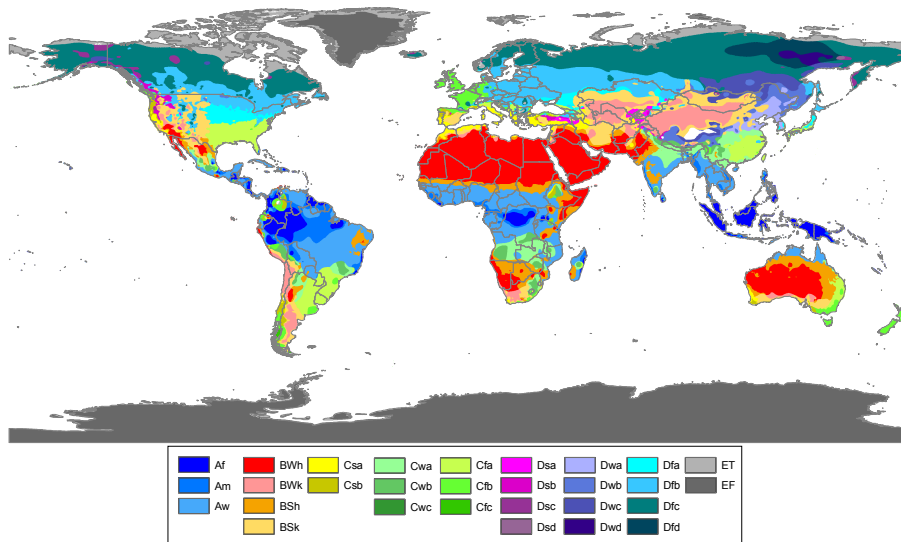 Af BWh Csa Cwa Cfa Dsa Dwa Dfa ET
Am BWk Csb Cwb Cfb Dsb Dwb Dfb EF
Aw BSh Cwc Cfc Dsc Dwc Dfc
BSk Dsd Dwd Dfd